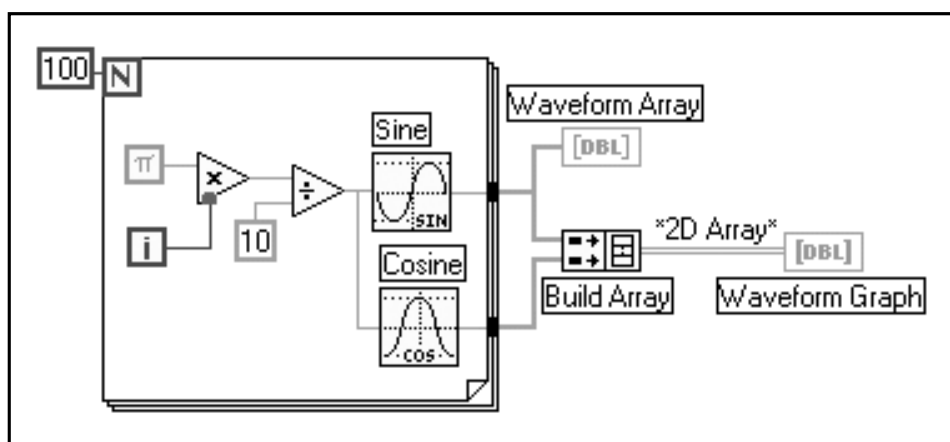 100 N
Waveform Array
Sine
[DBL]
π
×
÷
SIN
i
10
*2D Array*
Cosine
[DBL]
Build Array
Waveform Graph
COS